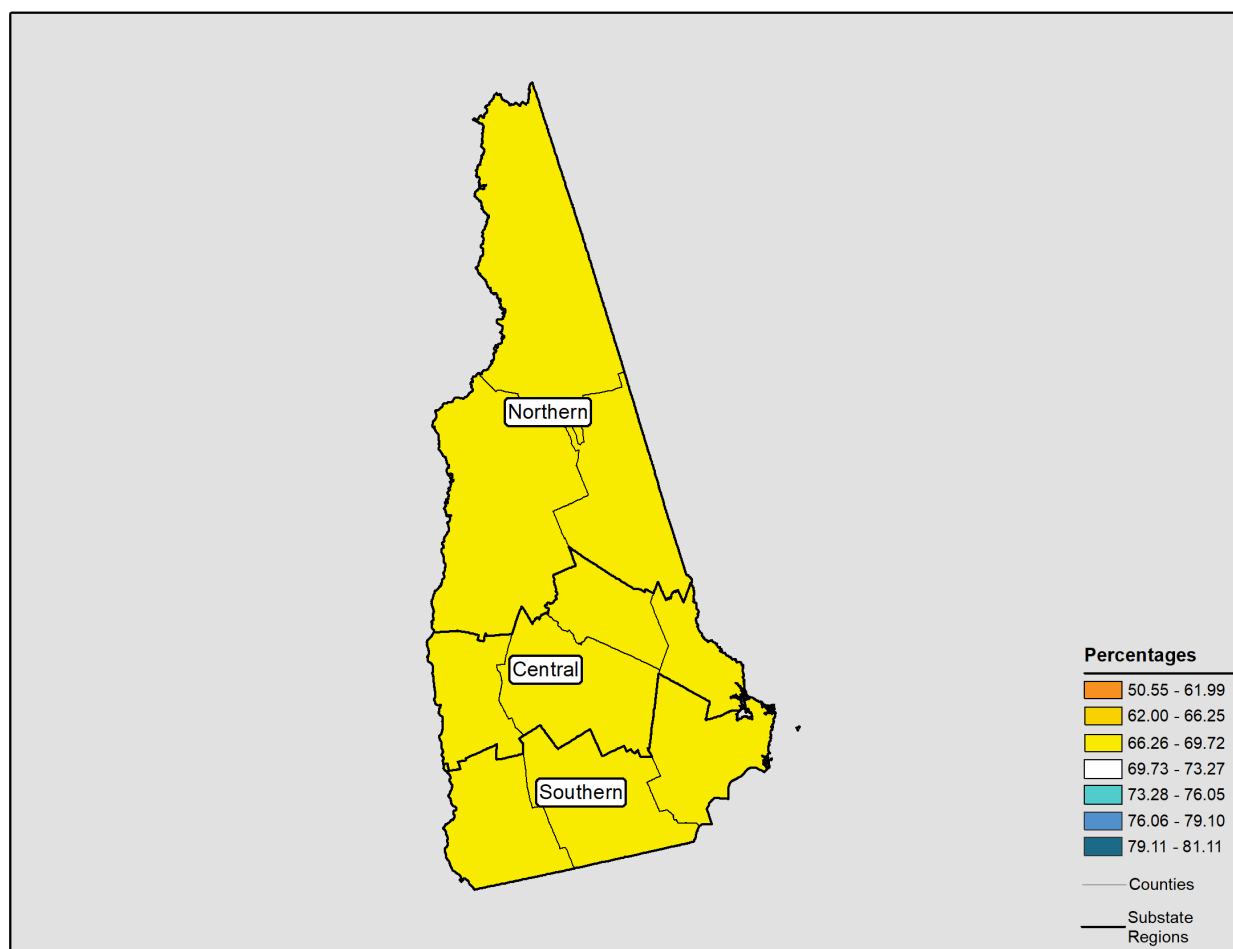 Northern
Central
Southern
Percentages
50.55 - 61.99
62.00 - 66.25
66.26 - 69.72
69.73 - 73.27
73.28 - 76.05
76.06 - 79.10
79.11 - 81.11
Counties
Substate
Regions